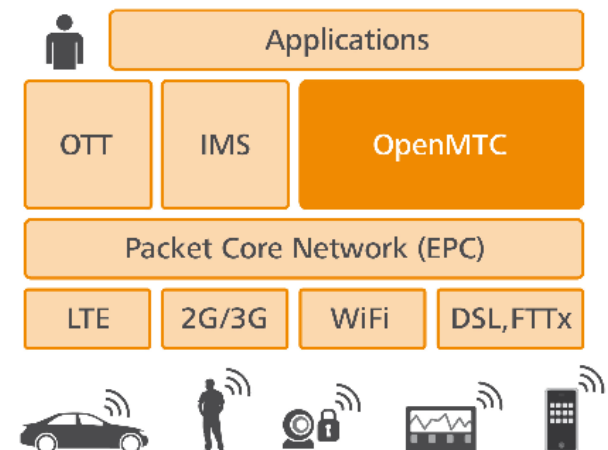 Applications
OTT
IMS
OpenMTC
Packet Core Network (EPC)
LTE
2G/3G
WiFi
DSL,FTTx